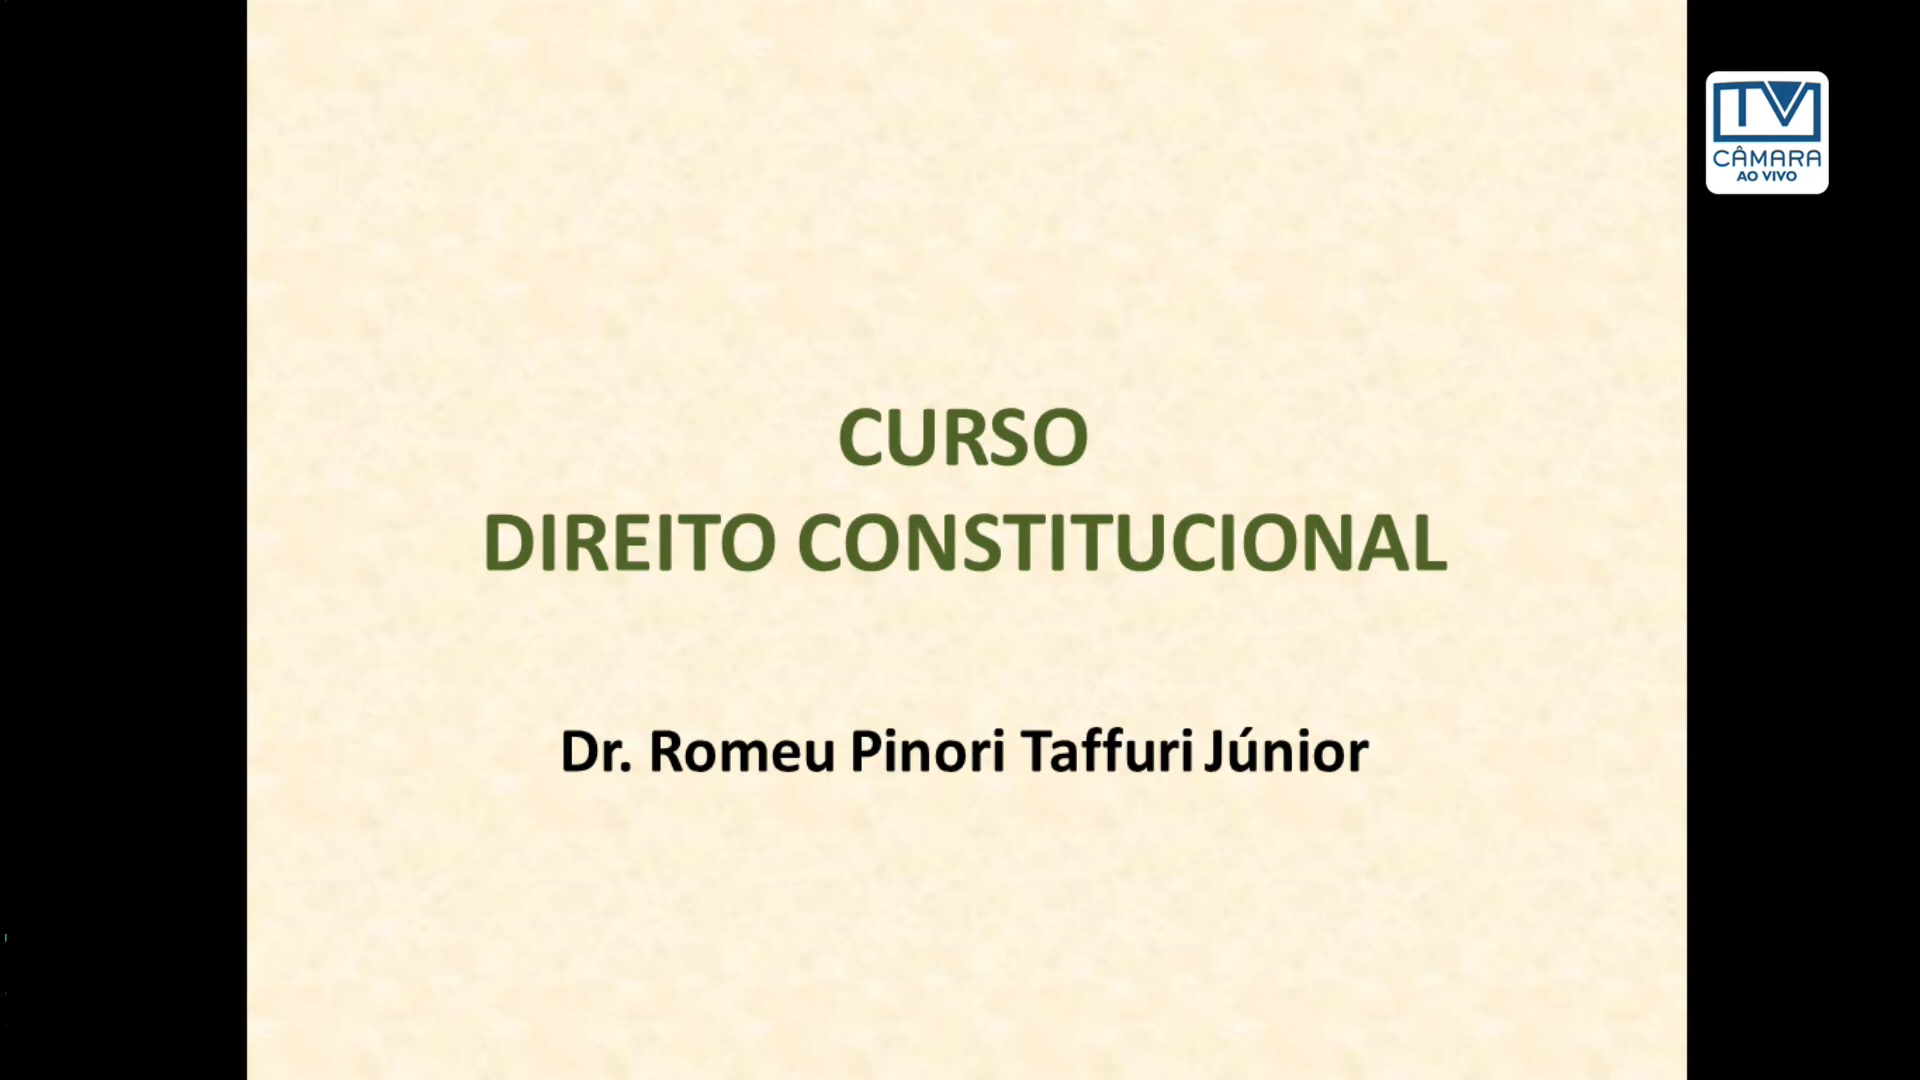 TV
CÂMARA
AO VIVO
CURSO
DIREITO CONSTITUCIONAL
Dr. Romeu Pinori Taffuri Júnior